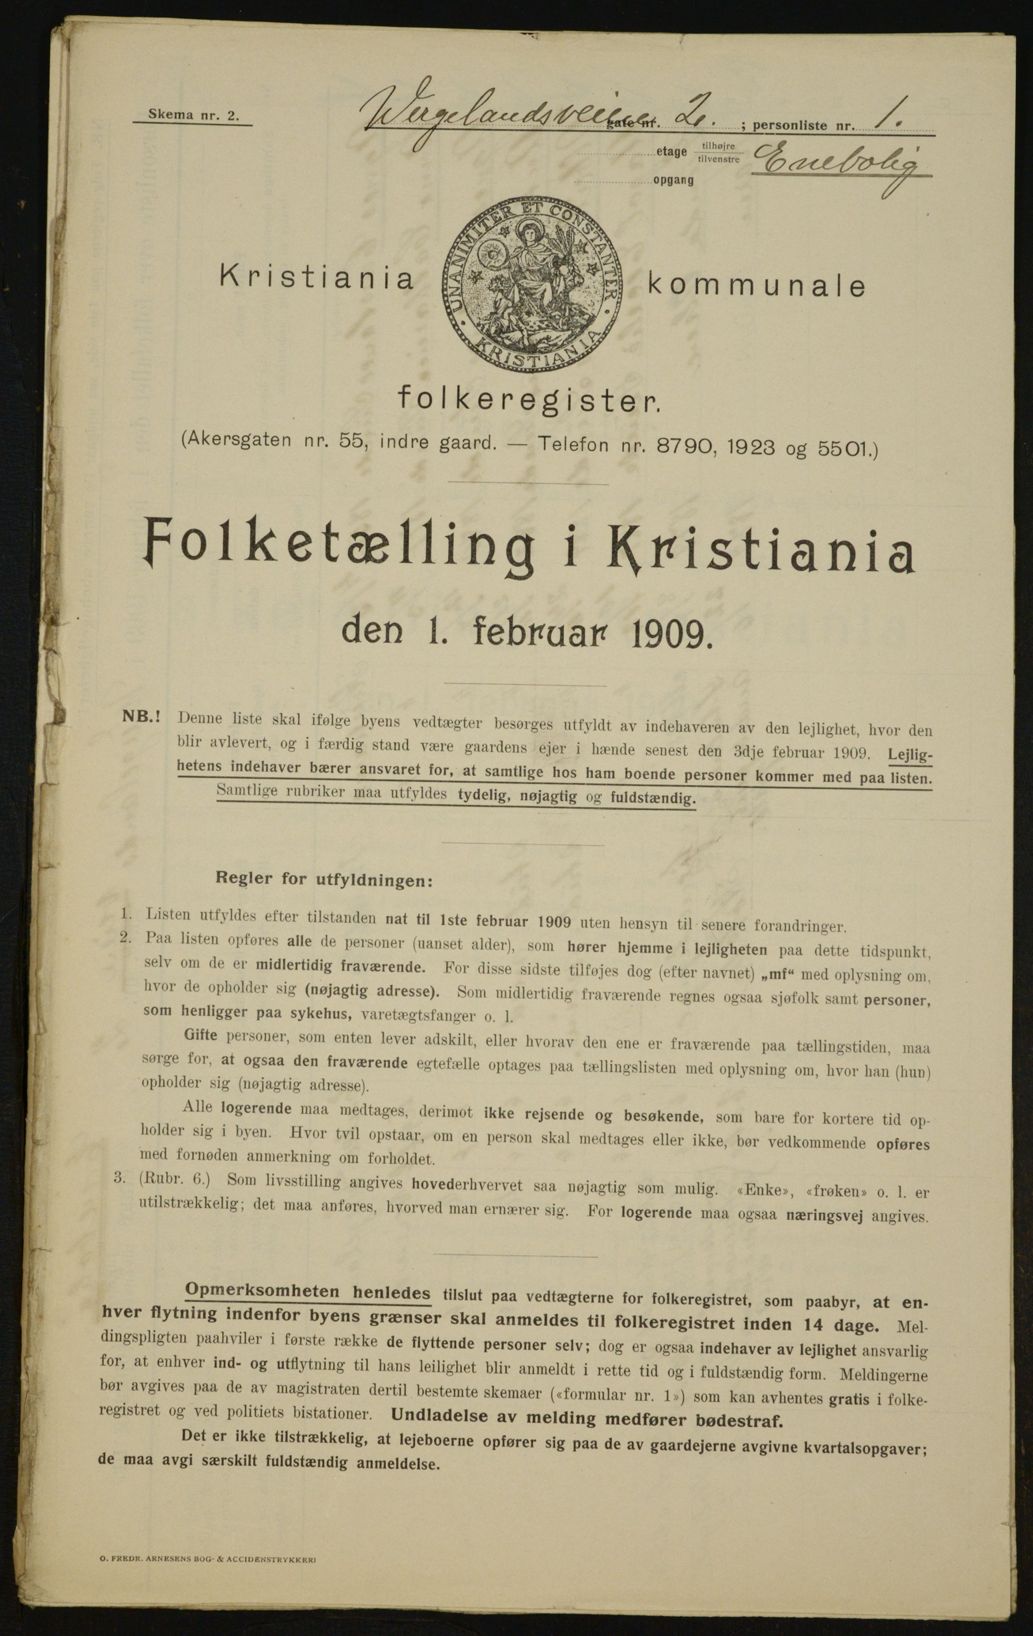 Skema nr. 2.
Wergelandsveien gate nr. 2. ; personliste nr. 1.
etage tilhøjre
tilvenstre
Enebolig
opgang
UNANIMITER ET CONSTANTER · KRISTIANIA ·
Kristiania kommunale
folkeregister.
(Akersgaten nr. 55, indre gaard. — Telefon nr. 8790, 1923 og 5501.)
Folketælling i Kristiania
den 1. februar 1909.
NB.! Denne liste skal ifølge byens vedtægter besørges utfyldt av indehaveren av den lejlighet, hvor den
blir avlevert, og i færdig stand være gaardens ejer i hænde senest den 3dje februar 1909. Lejlig-
hetens indehaver bærer ansvaret for, at samtlige hos ham boende personer kommer med paa listen.
Samtlige rubriker maa utfyldes tydelig, nøjagtig og fuldstændig.
Regler for utfyldningen:
1. Listen utfyldes efter tilstanden nat til 1ste februar 1909 uten hensyn til senere forandringer.
2. Paa listen opføres alle de personer (uanset alder), som hører hjemme i lejligheten paa dette tidspunkt,
selv om de er midlertidig fraværende. For disse sidste tilføjes dog (efter navnet) „mf“ med oplysning om,
hvor de opholder sig (nøjagtig adresse). Som midlertidig fraværende regnes ogsaa sjøfolk samt personer,
som henligger paa sykehus, varetægtsfanger o. l.
Gifte personer, som enten lever adskilt, eller hvorav den ene er fraværende paa tællingstiden, maa
sørge for, at ogsaa den fraværende egtefælle optages paa tællingslisten med oplysning om, hvor han (hun)
opholder sig (nøjagtig adresse).
Alle logerende maa medtages, derimot ikke rejsende og besøkende, som bare for kortere tid op-
holder sig i byen. Hvor tvil opstaar, om en person skal medtages eller ikke, bør vedkommende opføres
med fornøden anmerkning om forholdet.
3. (Rubr. 6.) Som livsstilling angives hovederhvervet saa nøjagtig som mulig. «Enke», «frøken» o. l. er
utilstrækkelig; det maa anføres, hvorved man ernærer sig. For logerende maa ogsaa næringsvej angives.
Opmerksomheten henledes tilslut paa vedtægterne for folkeregistret, som paabyr, at en-
hver flytning indenfor byens grænser skal anmeldes til folkeregistret inden 14 dage. Mel-
dingspligten paahviler i første række de flyttende personer selv; dog er ogsaa indehaver av lejlighet ansvarlig
for, at enhver ind- og utflytning til hans leilighet blir anmeldt i rette tid og i fuldstændig form. Meldingerne
bør avgives paa de av magistraten dertil bestemte skemaer («formular nr. 1») som kan avhentes gratis i folke-
registret og ved politiets bistationer. Undladelse av melding medfører bødestraf.
Det er ikke tilstrækkelig, at lejeboerne opfører sig paa de av gaardejerne avgivne kvartalsopgaver;
de maa avgi særskilt fuldstændig anmeldelse.
O. FREDR. ARNESENS BOG- & ACCIDENSTRYKKERI